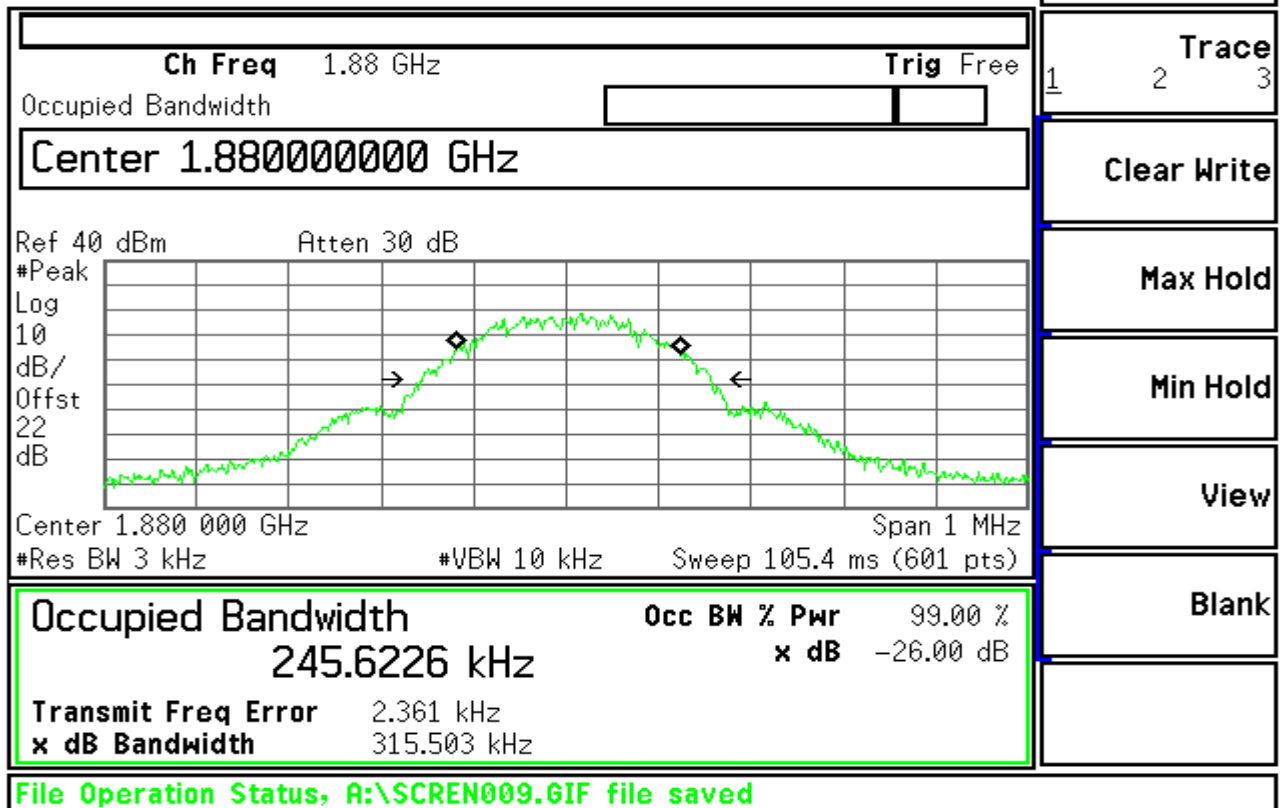 Ch Freq 1.88 GHz Trig Free
Occupied Bandwidth
Center 1.880000000 GHz
Ref 40 dBm Atten 30 dB
#Peak
Log
10
dB/
Offst
22
dB
Center 1.880 000 GHz Span 1 MHz
#Res BW 3 kHz #VBW 10 kHz Sweep 105.4 ms (601 pts)
Occupied Bandwidth
245.6226 kHz
Occ BW % Pwr 99.00 %
x dB -26.00 dB
Transmit Freq Error 2.361 kHz
x dB Bandwidth 315.503 kHz
File Operation Status, A:\SCREN009.GIF file saved
Trace
1 2 3
Clear Write
Max Hold
Min Hold
View
Blank